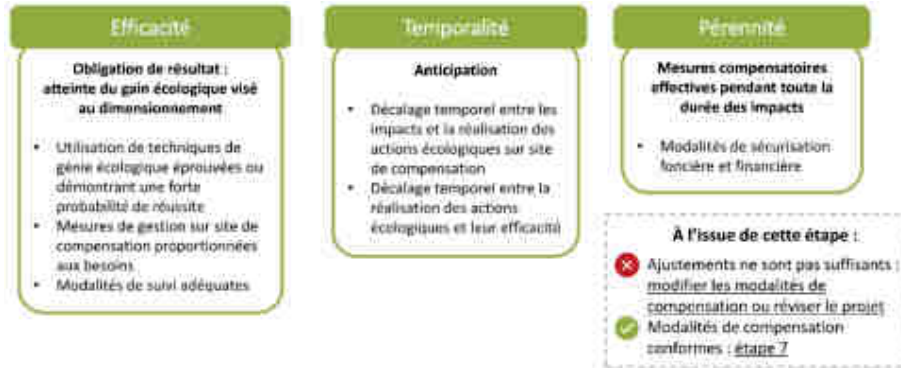 Efficacité
Obligation de résultat :
atteinte du gain écologique visé
au dimensionnement
• Utilisation de techniques de
génie écologique éprouvées ou
démontrant une forte
probabilité de réussite
• Mesures de gestion sur site de
compensation proportionnées
aux besoins
• Modalités de suivi adéquates
Temporalité
Anticipation
• Décalage temporel entre les
impacts et la réalisation des
actions écologiques sur site
de compensation
• Décalage temporel entre la
réalisation des actions
écologiques et leur efficacité
Pérennité
Mesures compensatoires
effectives pendant toute la
durée des impacts
• Modalités de sécurisation
foncière et financière
À l'issue de cette étape :
Ajustements ne sont pas suffisants :
modifier les modalités de
compensation ou réviser le projet
Modalités de compensation
conformes : étape 7